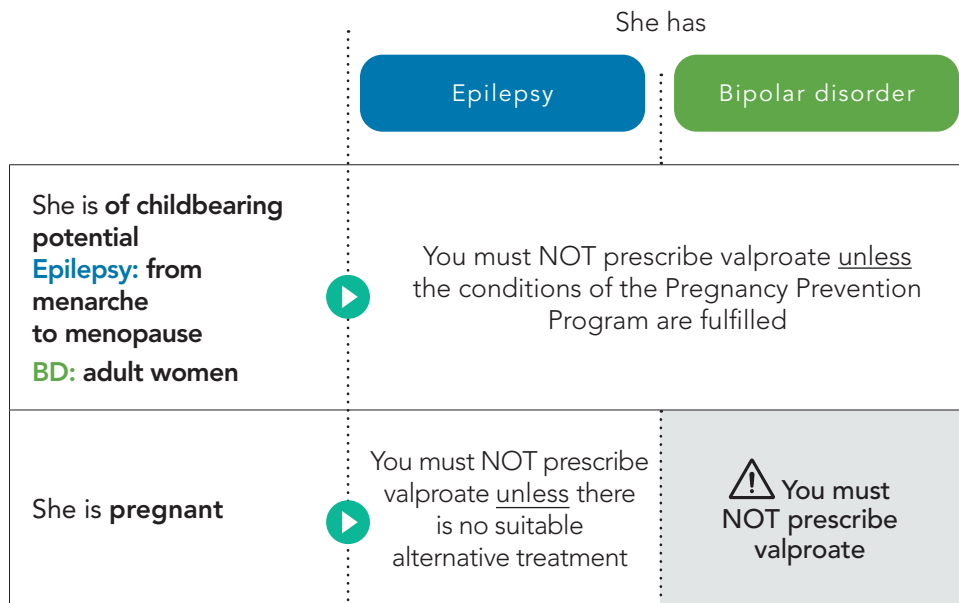 She has
Epilepsy
Bipolar disorder
She is of childbearing
potential
Epilepsy: from
menarche
to menopause
BD: adult women
You must NOT prescribe valproate unless
the conditions of the Pregnancy Prevention
Program are fulfilled
She is pregnant
You must NOT prescribe
valproate unless there
is no suitable
alternative treatment
You must
NOT prescribe
valproate